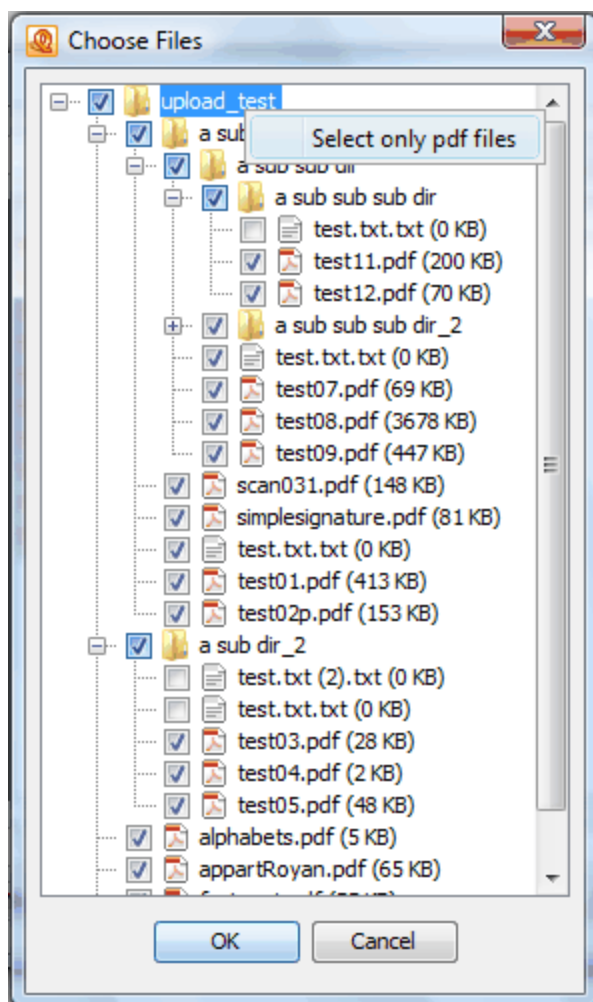 Choose Files
upload_test
a sub
Select only pdf files
a sub sub dir
a sub sub sub dir
test.txt.txt (0 KB)
test11.pdf (200 KB)
test12.pdf (70 KB)
a sub sub sub dir_2
test.txt.txt (0 KB)
test07.pdf (69 KB)
test08.pdf (3678 KB)
test09.pdf (447 KB)
scan031.pdf (148 KB)
simplesignature.pdf (81 KB)
test.txt.txt (0 KB)
test01.pdf (413 KB)
test02p.pdf (153 KB)
a sub dir_2
test.txt (2).txt (0 KB)
test.txt.txt (0 KB)
test03.pdf (28 KB)
test04.pdf (2 KB)
test05.pdf (48 KB)
alphabets.pdf (5 KB)
appartRoyan.pdf (65 KB)
OK
Cancel